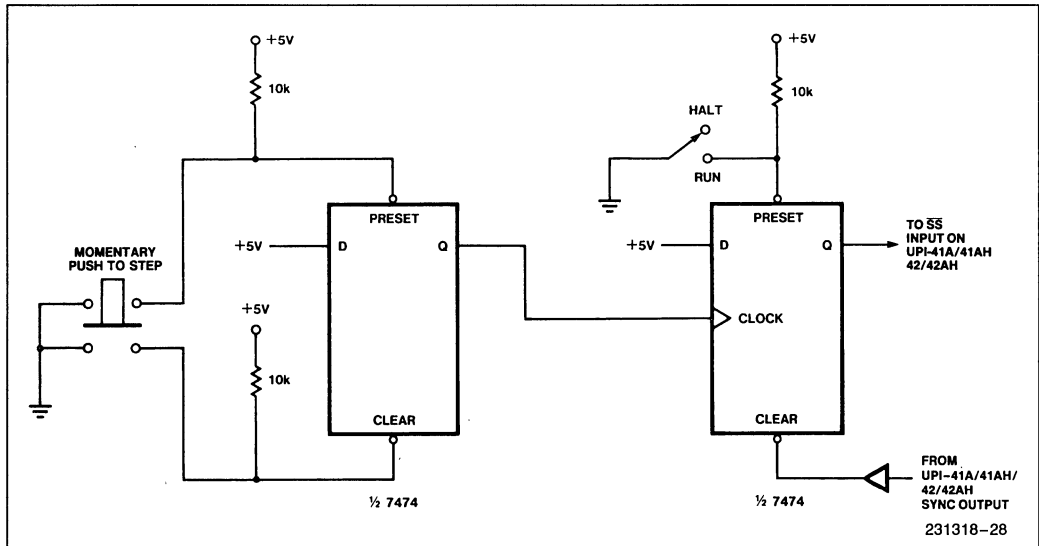 +5V
10k
PRESET
+5V
D
Q
MOMENTARY
PUSH TO STEP
+5V
10k
CLEAR
½ 7474
+5V
10k
HALT
RUN
PRESET
+5V
D
Q
CLOCK
CLEAR
½ 7474
TO S̅S̅
INPUT ON
UPI-41A/41AH
42/42AH
FROM
UPI-41A/41AH/
42/42AH
SYNC OUTPUT
231318-28